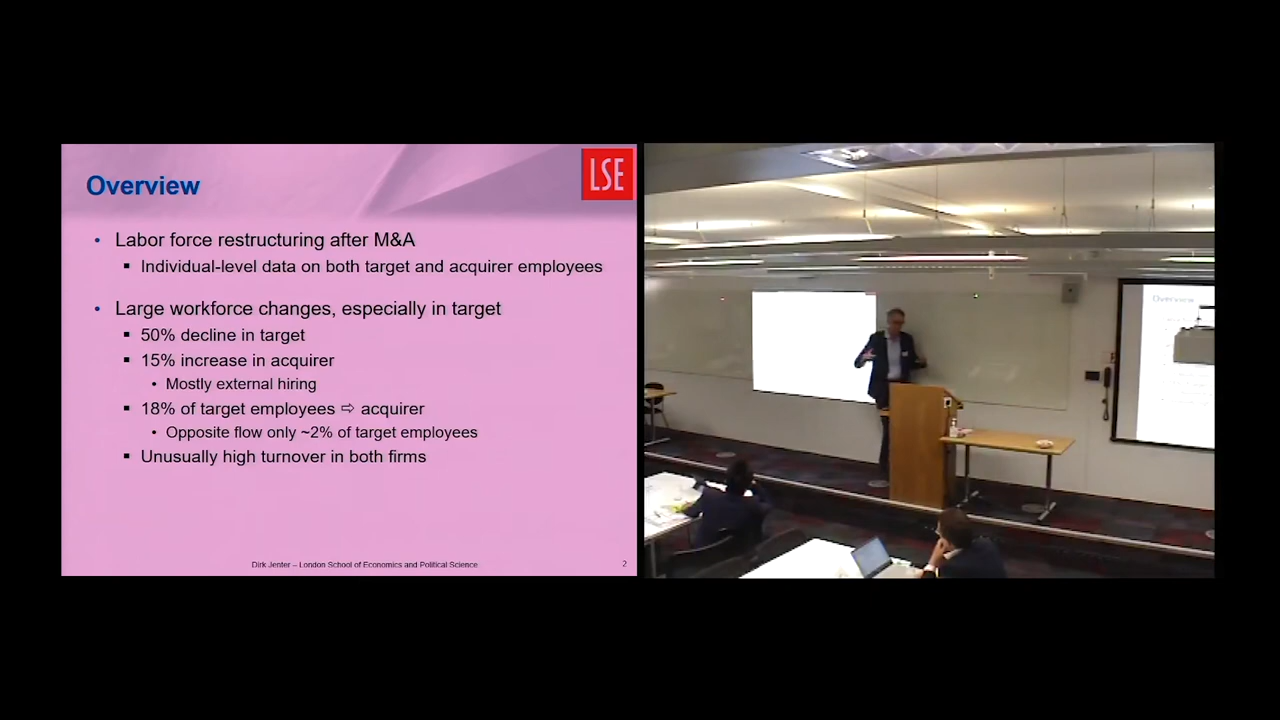 LSE
Overview
• Labor force restructuring after M&A
▪ Individual-level data on both target and acquirer employees
• Large workforce changes, especially in target
▪ 50% decline in target
▪ 15% increase in acquirer
• Mostly external hiring
▪ 18% of target employees ⇨ acquirer
• Opposite flow only ~2% of target employees
▪ Unusually high turnover in both firms
Dirk Jenter – London School of Economics and Political Science
2
Overview